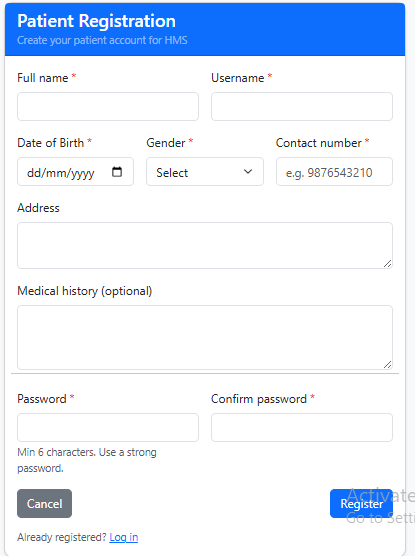 Patient Registration
Create your patient account for HMS
Full name * Username *
Date of Birth * Gender * Contact number *
dd/mm/yyyy Select e.g. 9876543210
Address
Medical history (optional)
Password * Confirm password *
Min 6 characters. Use a strong
password.
Cancel Register
Activate
Go to Setti
Already registered? Log in